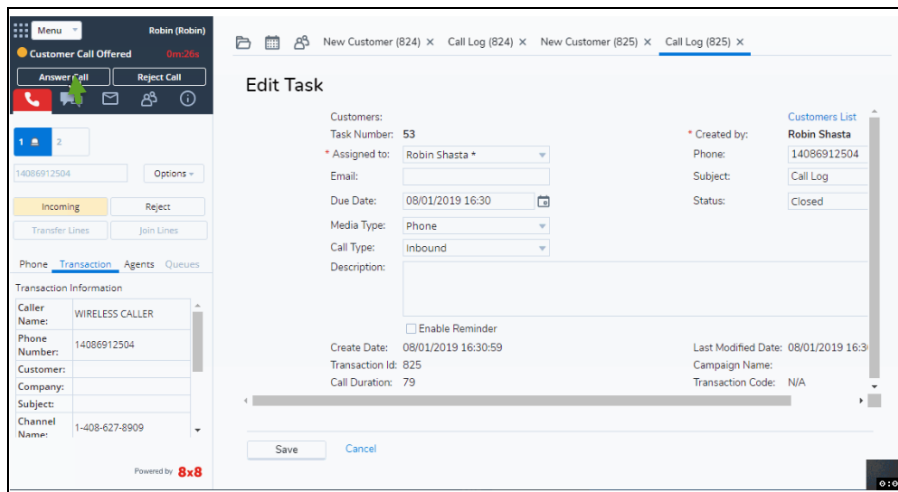 Menu
Robin (Robin)
Customer Call Offered 0m:26s
Answer Call Reject Call
1 2
14086912504 Options
Incoming Reject
Transfer Lines Join Lines
Phone Transaction Agents Queues
Transaction Information
Caller Name: WIRELESS CALLER
Phone Number: 14086912504
Customer:
Company:
Subject:
Channel Name: 1-408-627-8909
Powered by 8x8
New Customer (824) × Call Log (824) × New Customer (825) × Call Log (825) ×
Edit Task
Customers: Customers List
Task Number: 53 * Created by: Robin Shasta
* Assigned to: Robin Shasta * Phone: 14086912504
Email: Subject: Call Log
Due Date: 08/01/2019 16:30 Status: Closed
Media Type: Phone
Call Type: Inbound
Description:
Enable Reminder
Create Date: 08/01/2019 16:30:59 Last Modified Date: 08/01/2019 16:3
Transaction Id: 825 Campaign Name:
Call Duration: 79 Transaction Code: N/A
Save Cancel